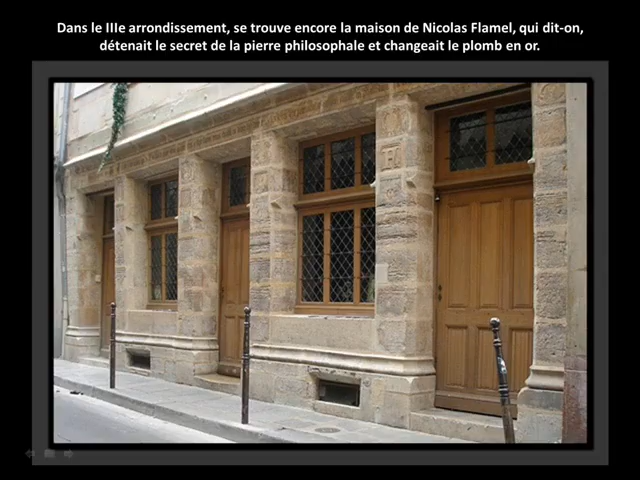 Dans le IIIe arrondissement, se trouve encore la maison de Nicolas Flamel, qui dit-on,
détenait le secret de la pierre philosophale et changeait le plomb en or.